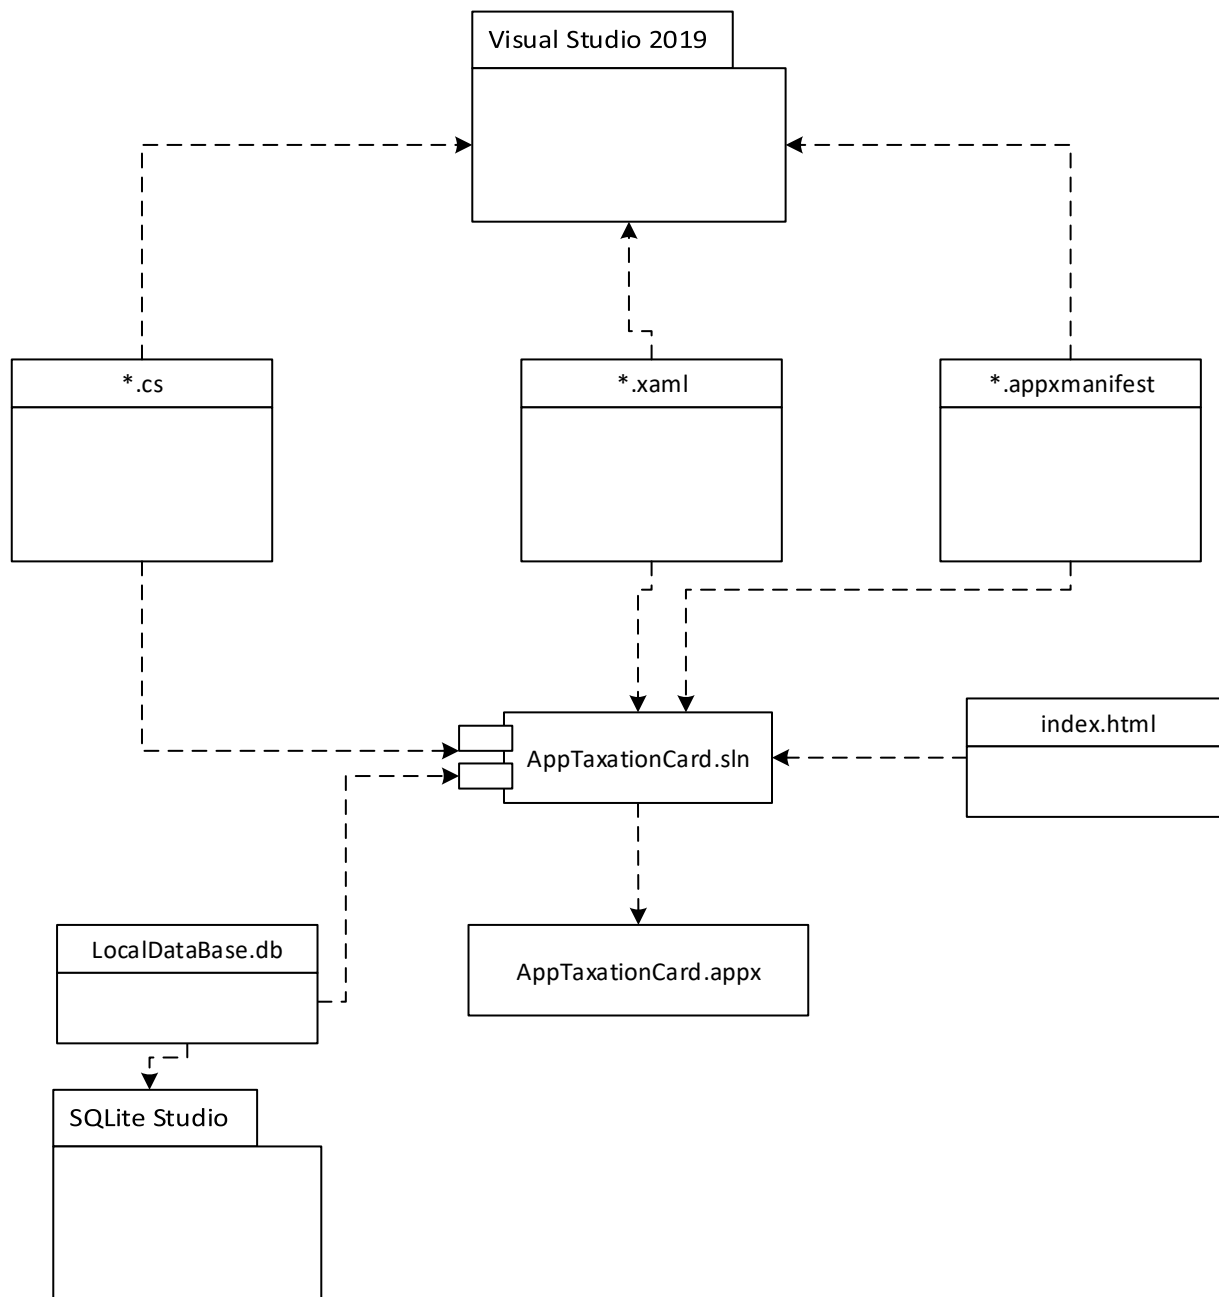 Visual Studio 2019
*.cs
*.xaml
*.appxmanifest
AppTaxationCard.sln
index.html
LocalDataBase.db
AppTaxationCard.appx
SQLite Studio